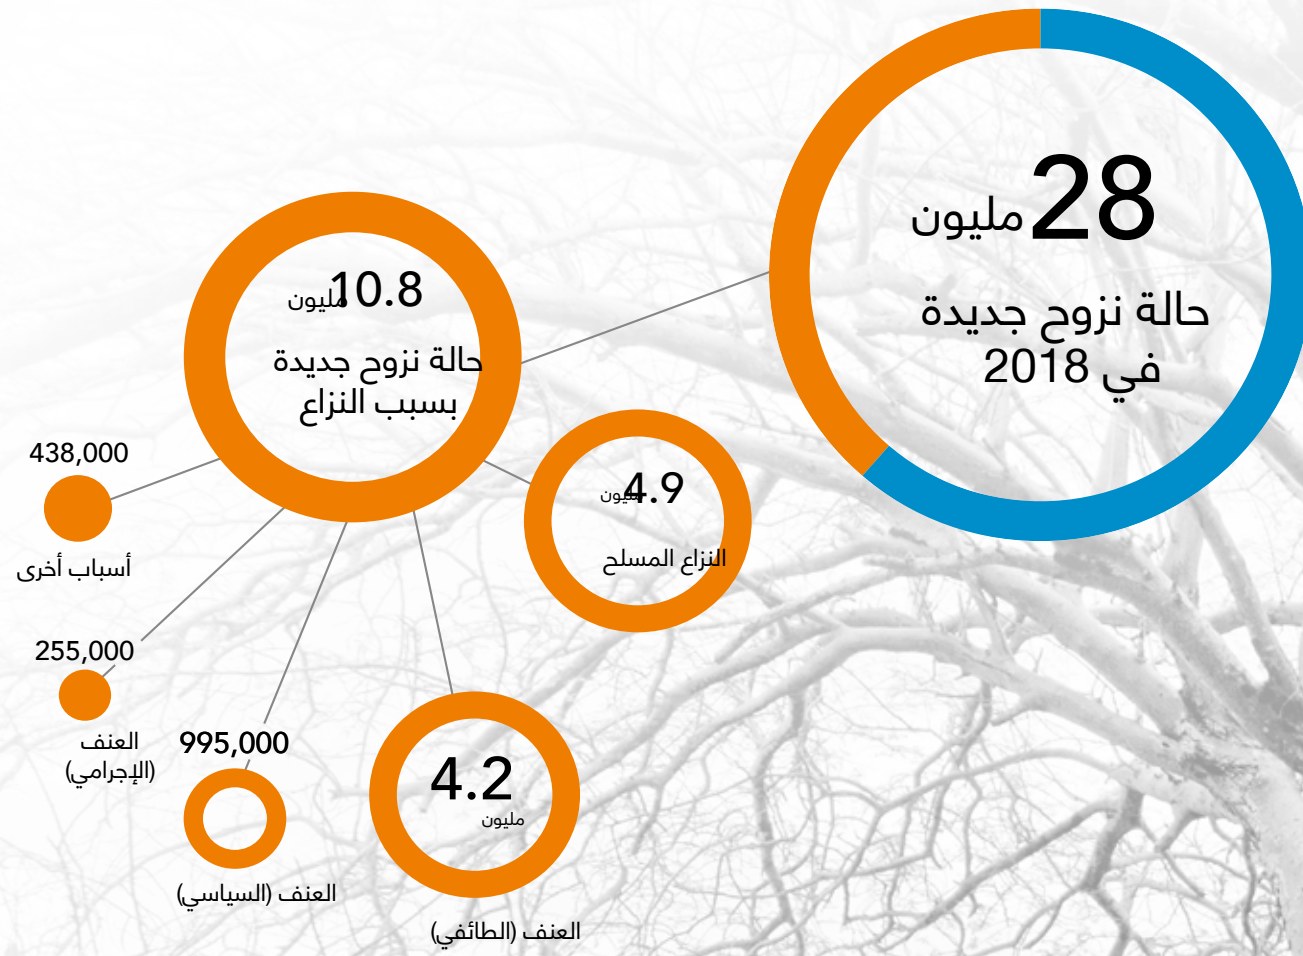 28 مليون
حالة نزوح جديدة
في 2018
10.8 مليون
حالة نزوح جديدة
بسبب النزاع
4.9 مليون
النزاع المسلح
4.2
مليون
العنف (الطائفي)
995,000
العنف (السياسي)
255,000
العنف
(الإجرامي)
438,000
أسباب أخرى